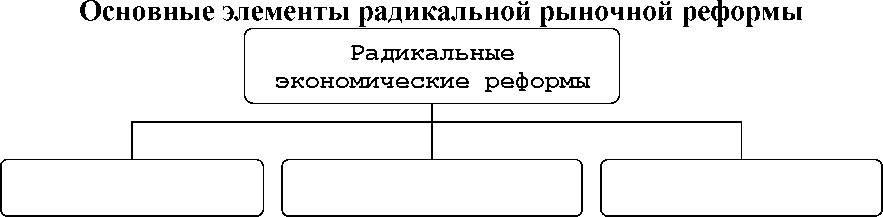 Основные элементы радикальной рыночной реформы
Радикальные
экономические реформы